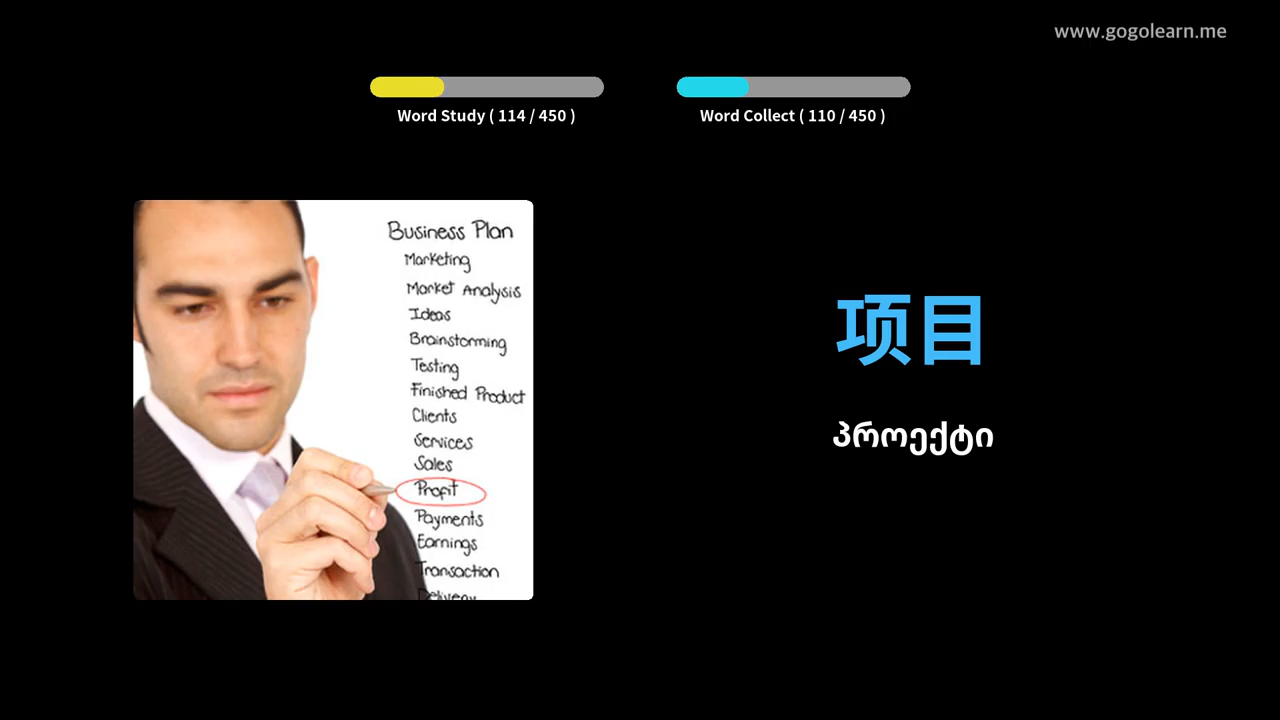 www.gogolearn.me
Word Study ( 114 / 450 )
Word Collect ( 110 / 450 )
Business Plan
Marketing
Market Analysis
Ideas
Brainstorming
Testing
Finished Product
Clients
Services
Sales
Profit
Payments
Earnings
Transaction
Delivery
项目
პროექტი